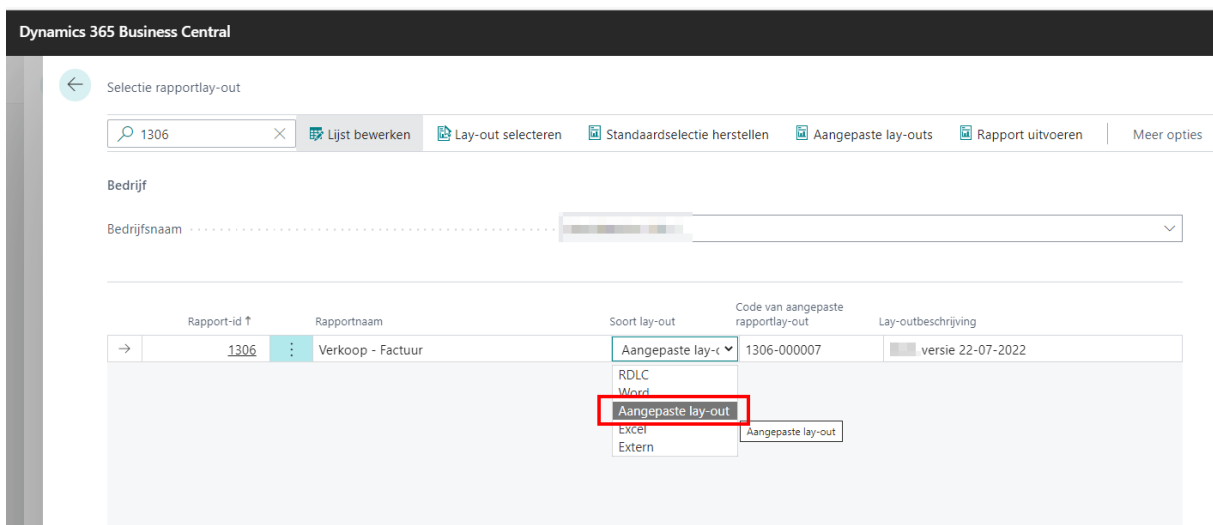 Dynamics 365 Business Central
Selectie rapportlay-out
1306 Lijst bewerken Lay-out selecteren Standaardselectie herstellen Aangepaste lay-outs Rapport uitvoeren Meer opties
Bedrijf
Bedrijfsnaam
Rapport-id ↑ Rapportnaam Soort lay-out Code van aangepaste rapportlay-out Lay-outbeschrijving
1306 Verkoop - Factuur Aangepaste lay-o 1306-000007 versie 22-07-2022
RDLC
Word
Aangepaste lay-out
Excel Aangepaste lay-out
Extern